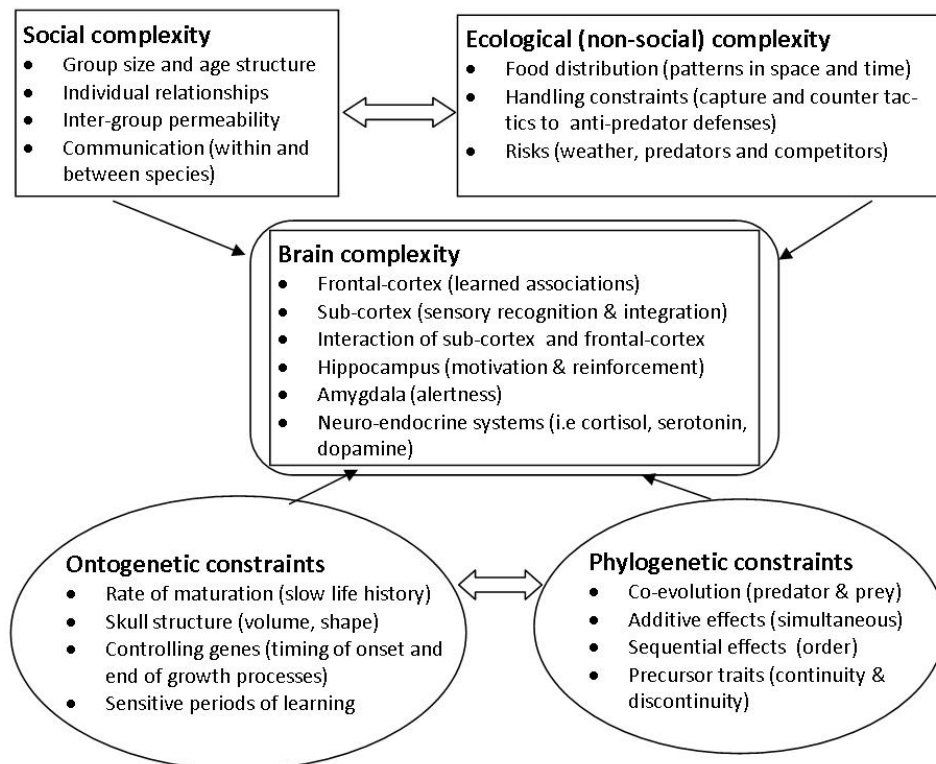 Social complexity
• Group size and age structure
• Individual relationships
• Inter-group permeability
• Communication (within and
between species)
Ecological (non-social) complexity
• Food distribution (patterns in space and time)
• Handling constraints (capture and counter tac-
tics to anti-predator defenses)
• Risks (weather, predators and competitors)
Brain complexity
• Frontal-cortex (learned associations)
• Sub-cortex (sensory recognition & integration)
• Interaction of sub-cortex and frontal-cortex
• Hippocampus (motivation & reinforcement)
• Amygdala (alertness)
• Neuro-endocrine systems (i.e cortisol, serotonin,
dopamine)
Ontogenetic constraints
• Rate of maturation (slow life history)
• Skull structure (volume, shape)
• Controlling genes (timing of onset and
end of growth processes)
• Sensitive periods of learning
Phylogenetic constraints
• Co-evolution (predator & prey)
• Additive effects (simultaneous)
• Sequential effects (order)
• Precursor traits (continuity &
discontinuity)